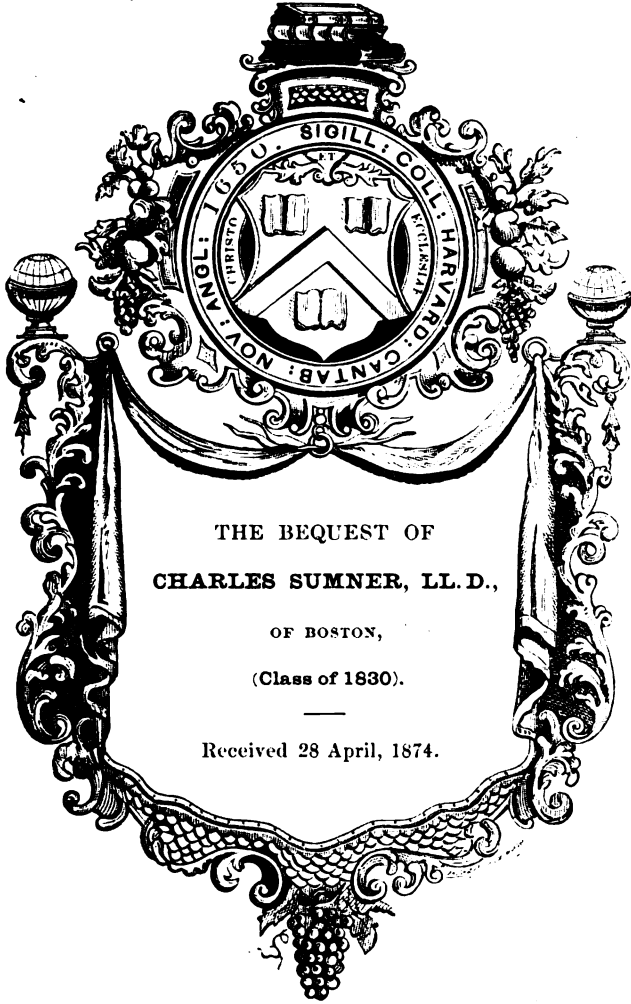 SIGILL: COLL: HARVARD: CANTAB: NOV: ANGL: 1650.
CHRISTO
ET
ECCLESIAE
THE BEQUEST OF
CHARLES SUMNER, LL.D.,
OF BOSTON,
(Class of 1830).
Received 28 April, 1874.